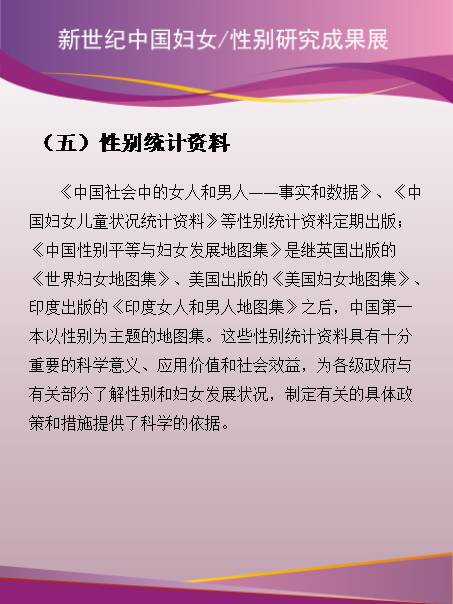 新世纪中国妇女/性别研究成果展
（五）性别统计资料
《中国社会中的女人和男人——事实和数据》、《中
国妇女儿童状况统计资料》等性别统计资料定期出版；
《中国性别平等与妇女发展地图集》是继英国出版的
《世界妇女地图集》、美国出版的《美国妇女地图集》、
印度出版的《印度女人和男人地图集》之后，中国第一
本以性别为主题的地图集。这些性别统计资料具有十分
重要的科学意义、应用价值和社会效益，为各级政府与
有关部分了解性别和妇女发展状况，制定有关的具体政
策和措施提供了科学的依据。